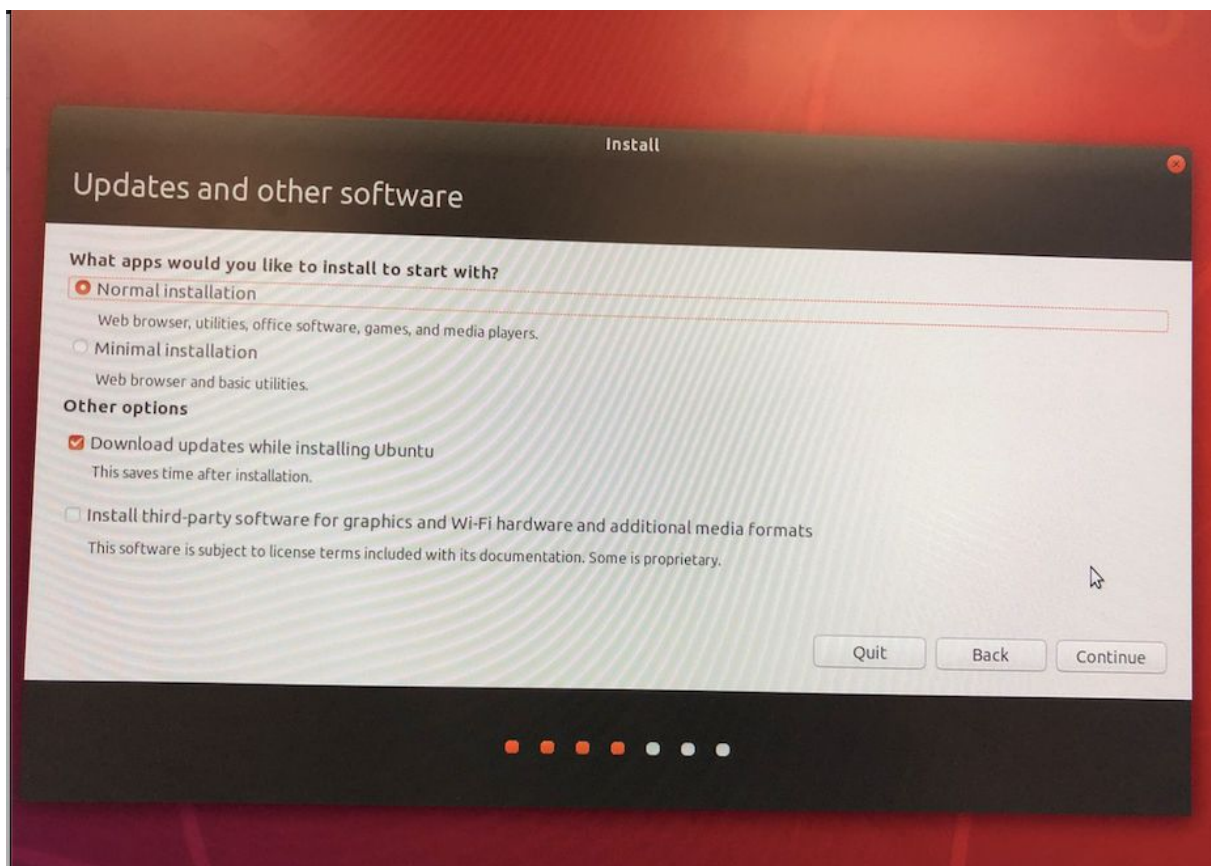 Install
Updates and other software
What apps would you like to install to start with?
Normal installation
Web browser, utilities, office software, games, and media players.
Minimal installation
Web browser and basic utilities.
Other options
Download updates while installing Ubuntu
This saves time after installation.
Install third-party software for graphics and Wi-Fi hardware and additional media formats
This software is subject to license terms included with its documentation. Some is proprietary.
Quit Back Continue